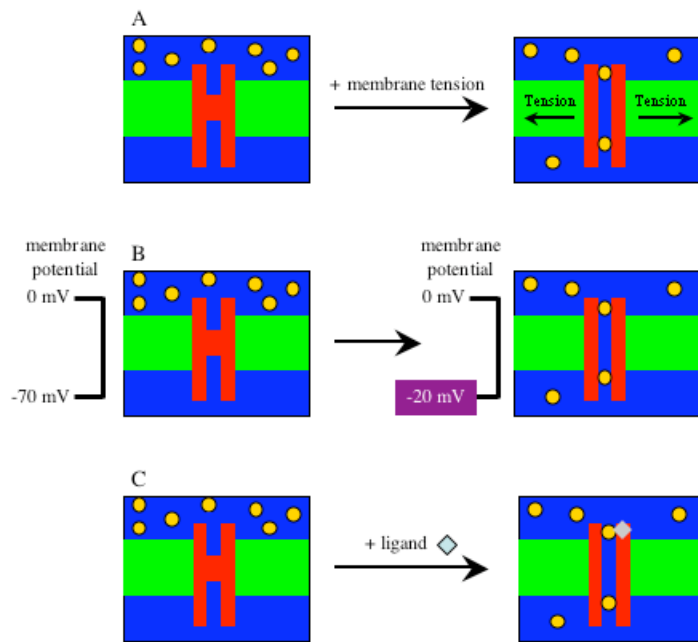 A
+ membrane tension
Tension
Tension
membrane
potential
B
membrane
potential
0 mV
0 mV
-70 mV
-20 mV
C
+ ligand